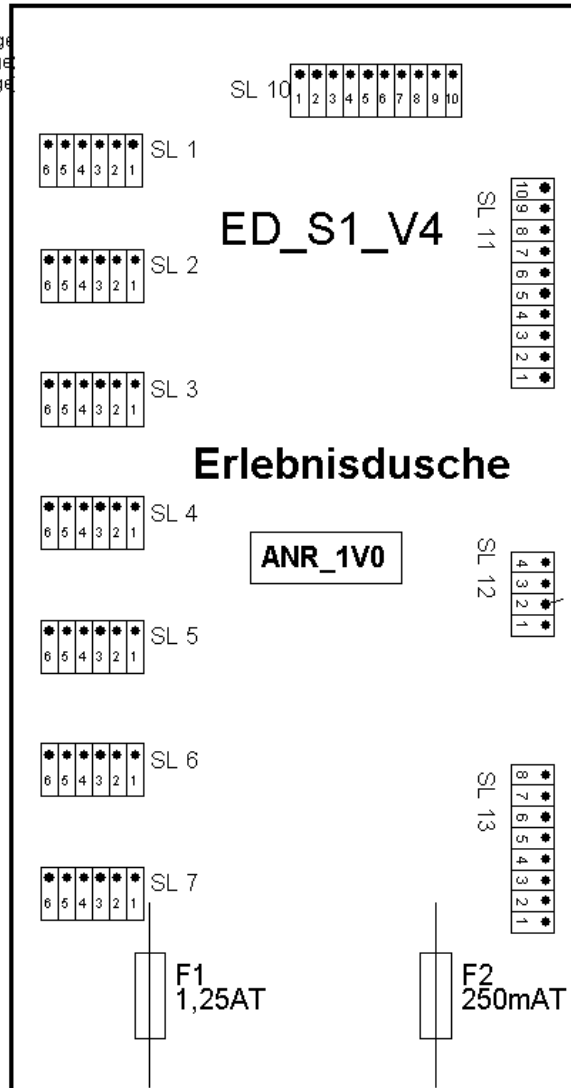 SL 10
1 2 3 4 5 6 7 8 9 10
SL 1
6 5 4 3 2 1
SL 11
10 9 8 7 6 5 4 3 2 1
ED_S1_V4
SL 2
6 5 4 3 2 1
SL 3
6 5 4 3 2 1
Erlebnisdusche
SL 4
6 5 4 3 2 1
ANR_1V0
SL 12
4 3 2 1
SL 5
6 5 4 3 2 1
SL 6
6 5 4 3 2 1
SL 13
8 7 6 5 4 3 2 1
SL 7
6 5 4 3 2 1
F1
1,25AT
F2
250mAT